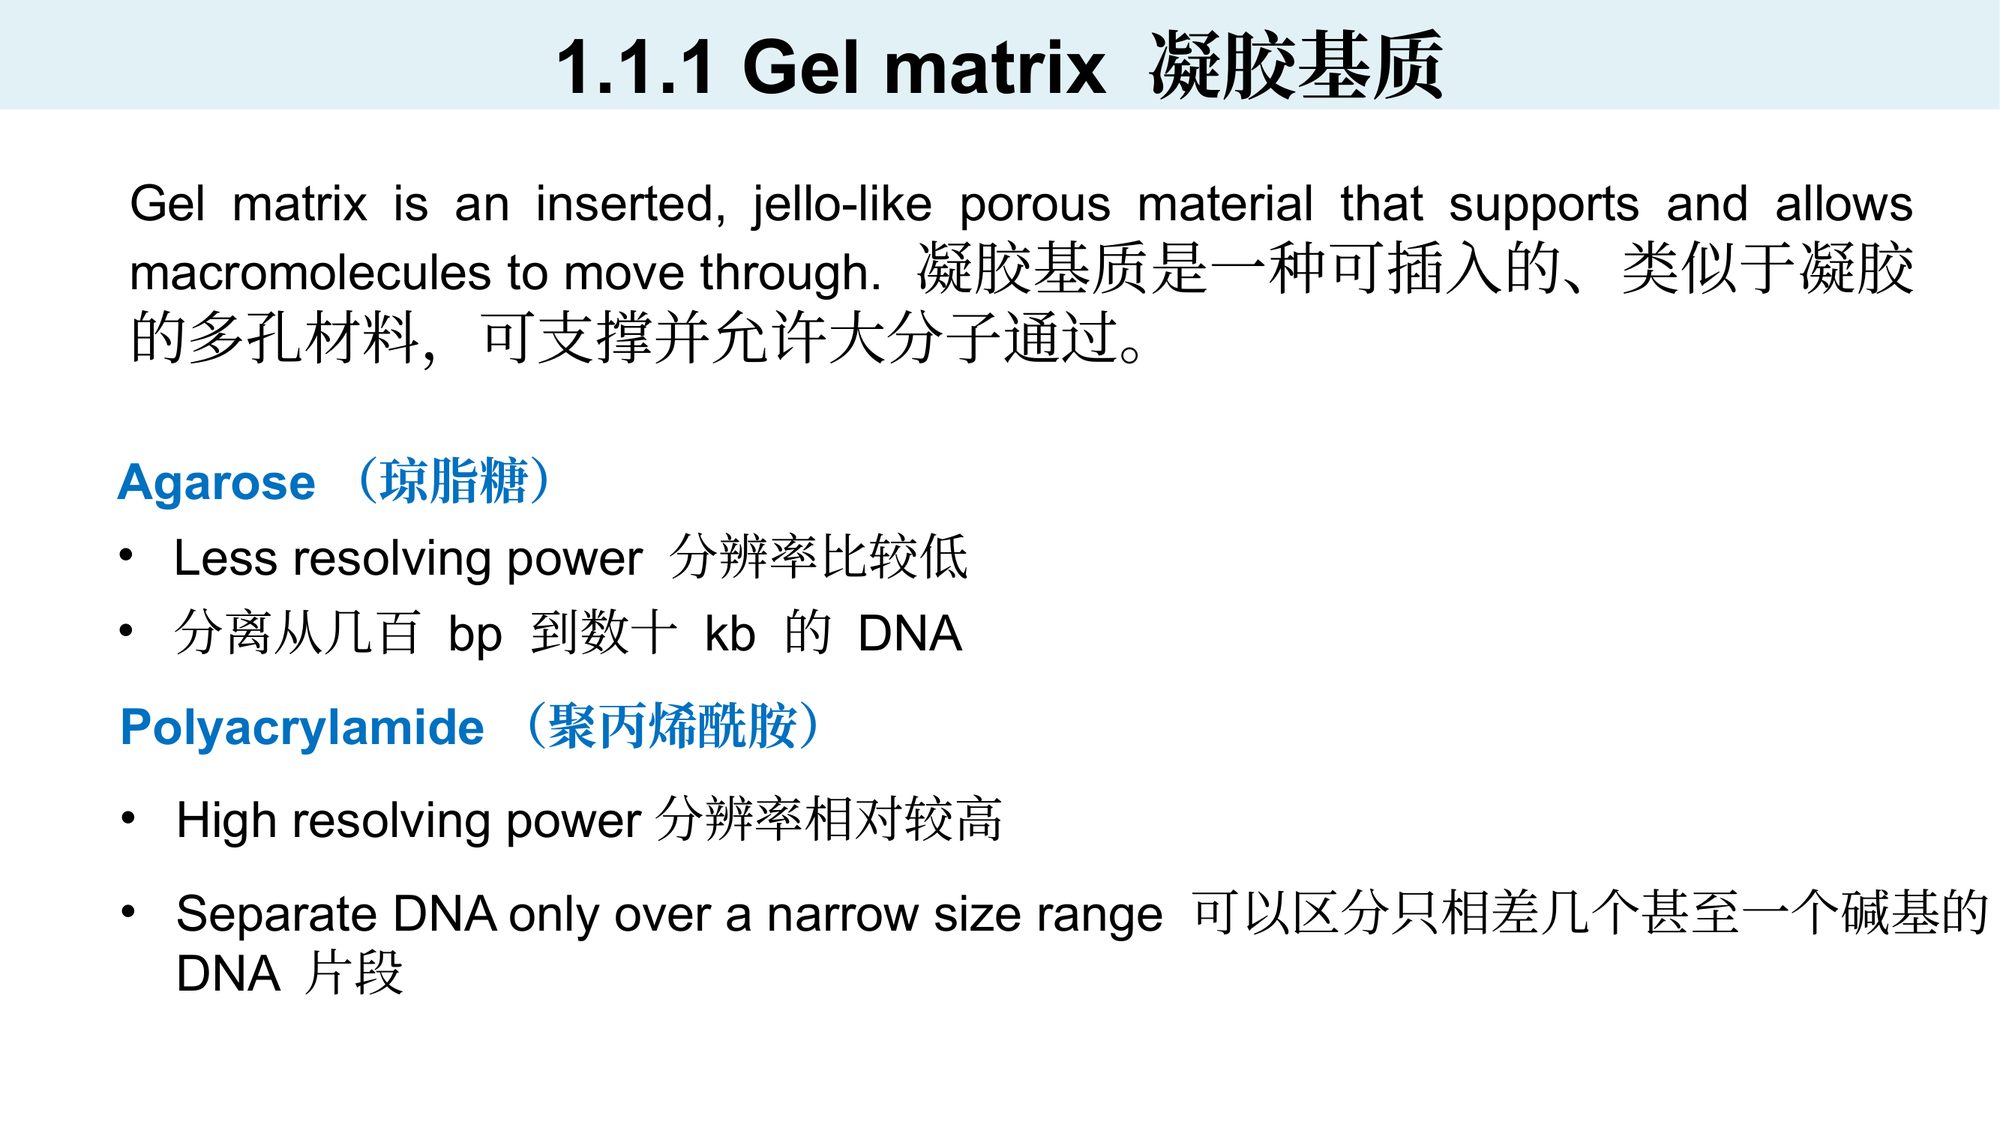 1.1.1 Gel matrix 凝胶基质
Gel matrix is an inserted, jello-like porous material that supports and allows
macromolecules to move through. 凝胶基质是一种可插入的、类似于凝胶
的多孔材料，可支撑并允许大分子通过。
Agarose （琼脂糖）
• Less resolving power 分辨率比较低
• 分离从几百 bp 到数十 kb 的 DNA
Polyacrylamide （聚丙烯酰胺）
• High resolving power 分辨率相对较高
• Separate DNA only over a narrow size range 可以区分只相差几个甚至一个碱基的
DNA 片段